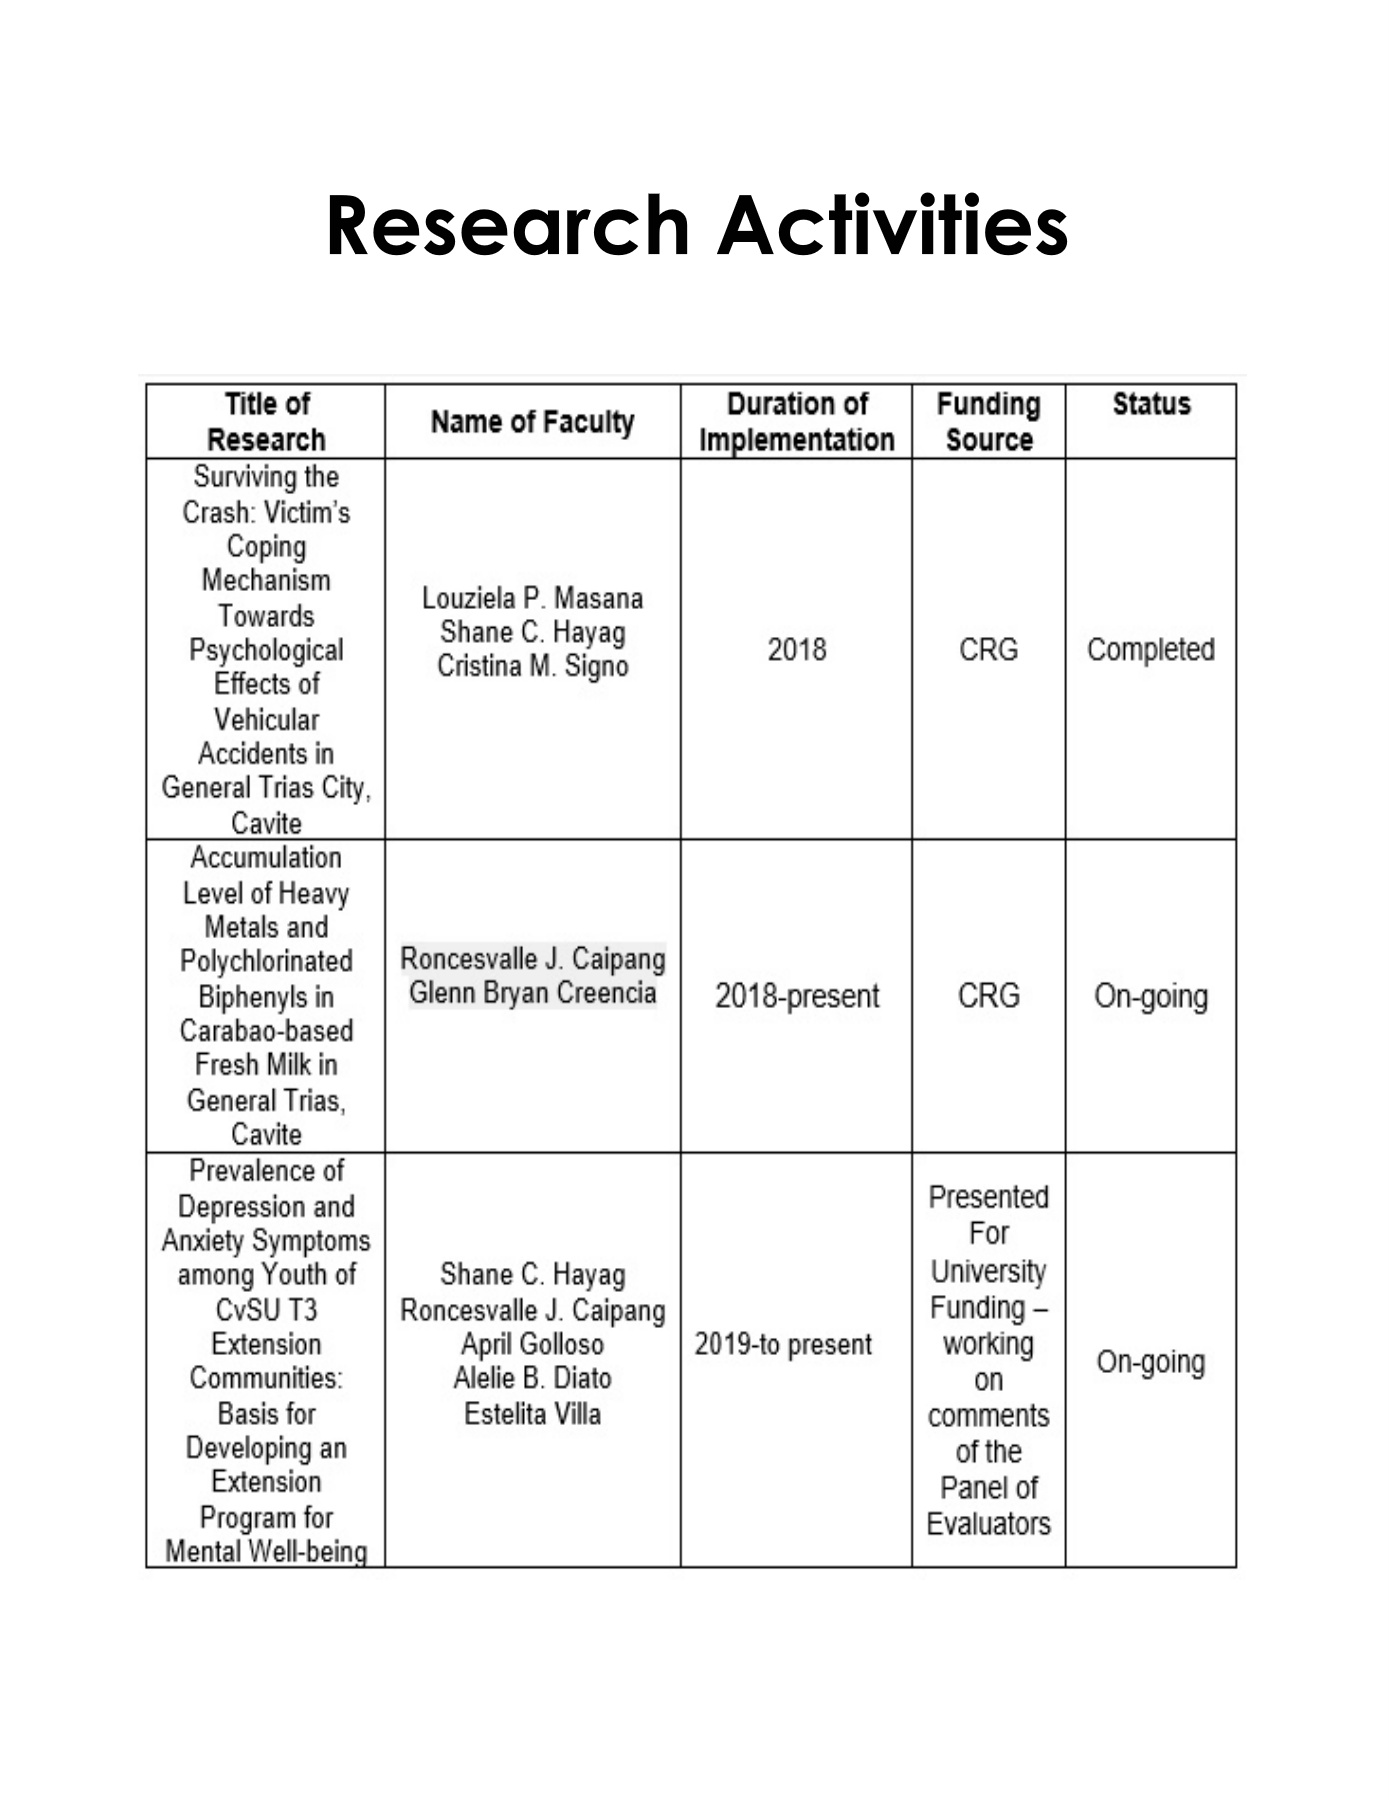 Research Activities
Title of
Research
Name of Faculty
Duration of
Implementation
Funding
Source
Status
Surviving the
Crash: Victim's
Coping
Mechanism
Towards
Psychological
Effects of
Vehicular
Accidents in
General Trias City,
Cavite
Louziela P. Masana
Shane C. Hayag
Cristina M. Signo
2018
CRG
Completed
Accumulation
Level of Heavy
Metals and
Polychlorinated
Biphenyls in
Carabao-based
Fresh Milk in
General Trias,
Cavite
Roncesvalle J. Caipang
Glenn Bryan Creencia
2018-present
CRG
On-going
Prevalence of
Depression and
Anxiety Symptoms
among Youth of
CvSU T3
Extension
Communities:
Basis for
Developing an
Extension
Program for
Mental Well-being
Shane C. Hayag
Roncesvalle J. Caipang
April Golloso
Alelie B. Diato
Estelita Villa
2019-to present
Presented
For
University
Funding –
working
on
comments
of the
Panel of
Evaluators
On-going